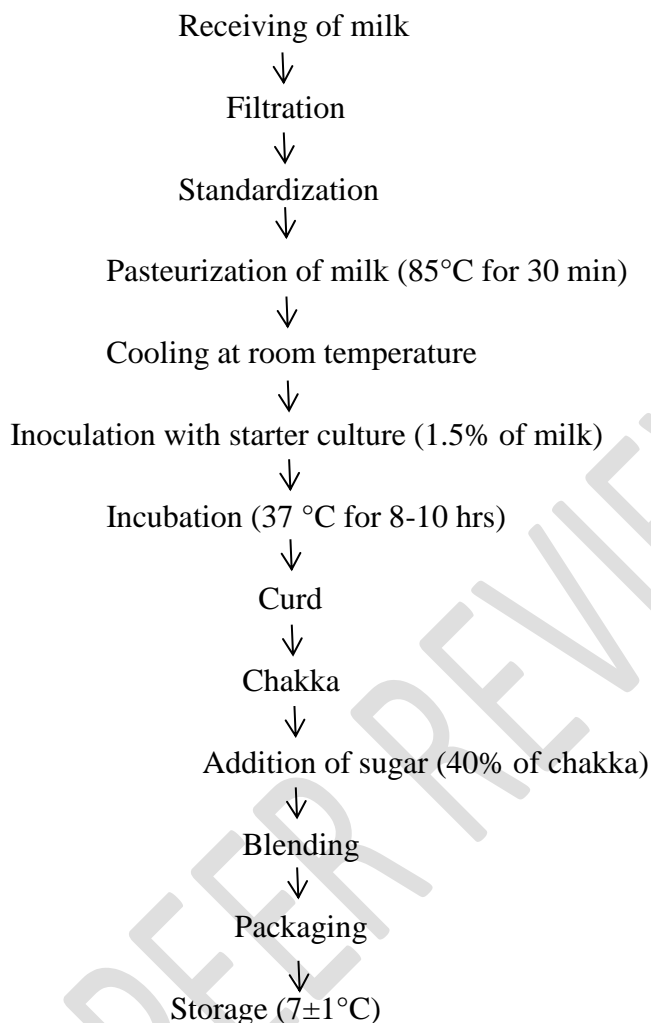 Receiving of milk
Filtration
Standardization
Pasteurization of milk (85°C for 30 min)
Cooling at room temperature
Inoculation with starter culture (1.5% of milk)
Incubation (37 °C for 8-10 hrs)
Curd
Chakka
Addition of sugar (40% of chakka)
Blending
Packaging
Storage (7±1°C)
PEER REVIE